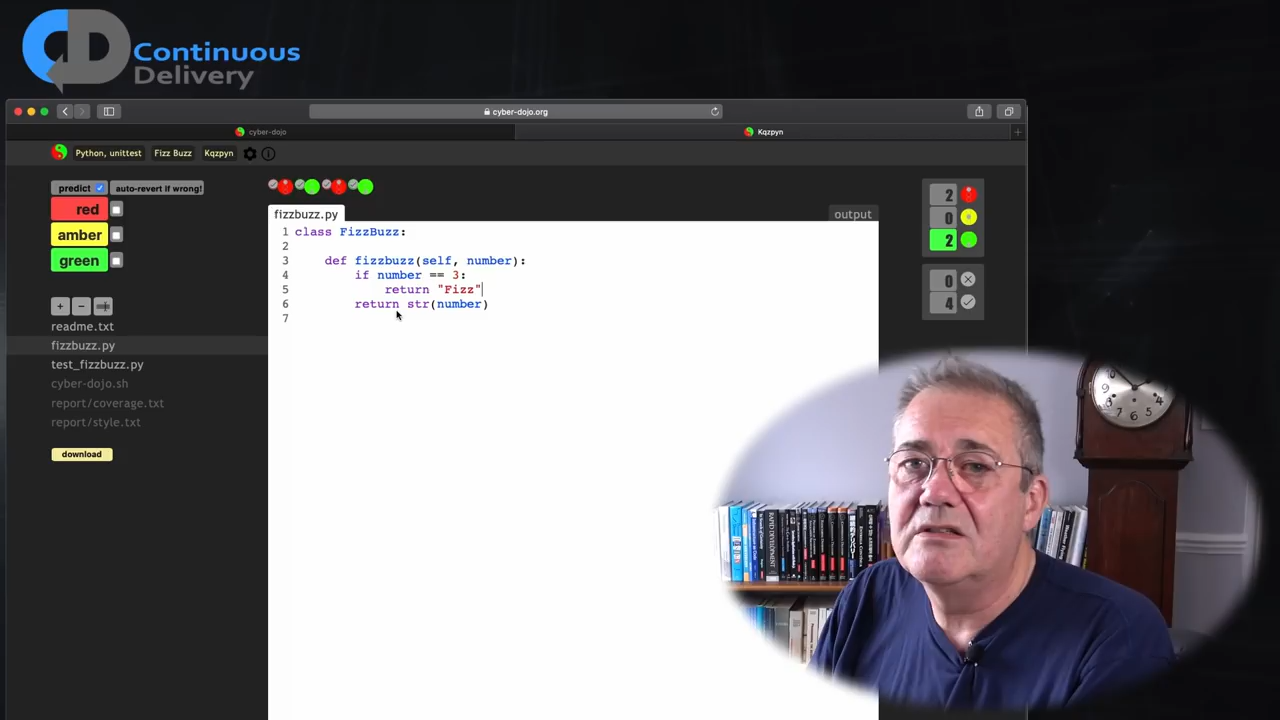 Continuous
Delivery
cyber-dojo.org
cyber-dojo
Kqzpyn
Python, unittest
Fizz Buzz
Kqzpyn
predict
auto-revert if wrong!
red
amber
green
+
-
readme.txt
fizzbuzz.py
test_fizzbuzz.py
cyber-dojo.sh
report/coverage.txt
report/style.txt
download
fizzbuzz.py
output
1 class FizzBuzz:
2
3 def fizzbuzz(self, number):
4 if number == 3:
5 return "Fizz"
6 return str(number)
7
2
0
2
0
4
RAPID DEVELOPMENT